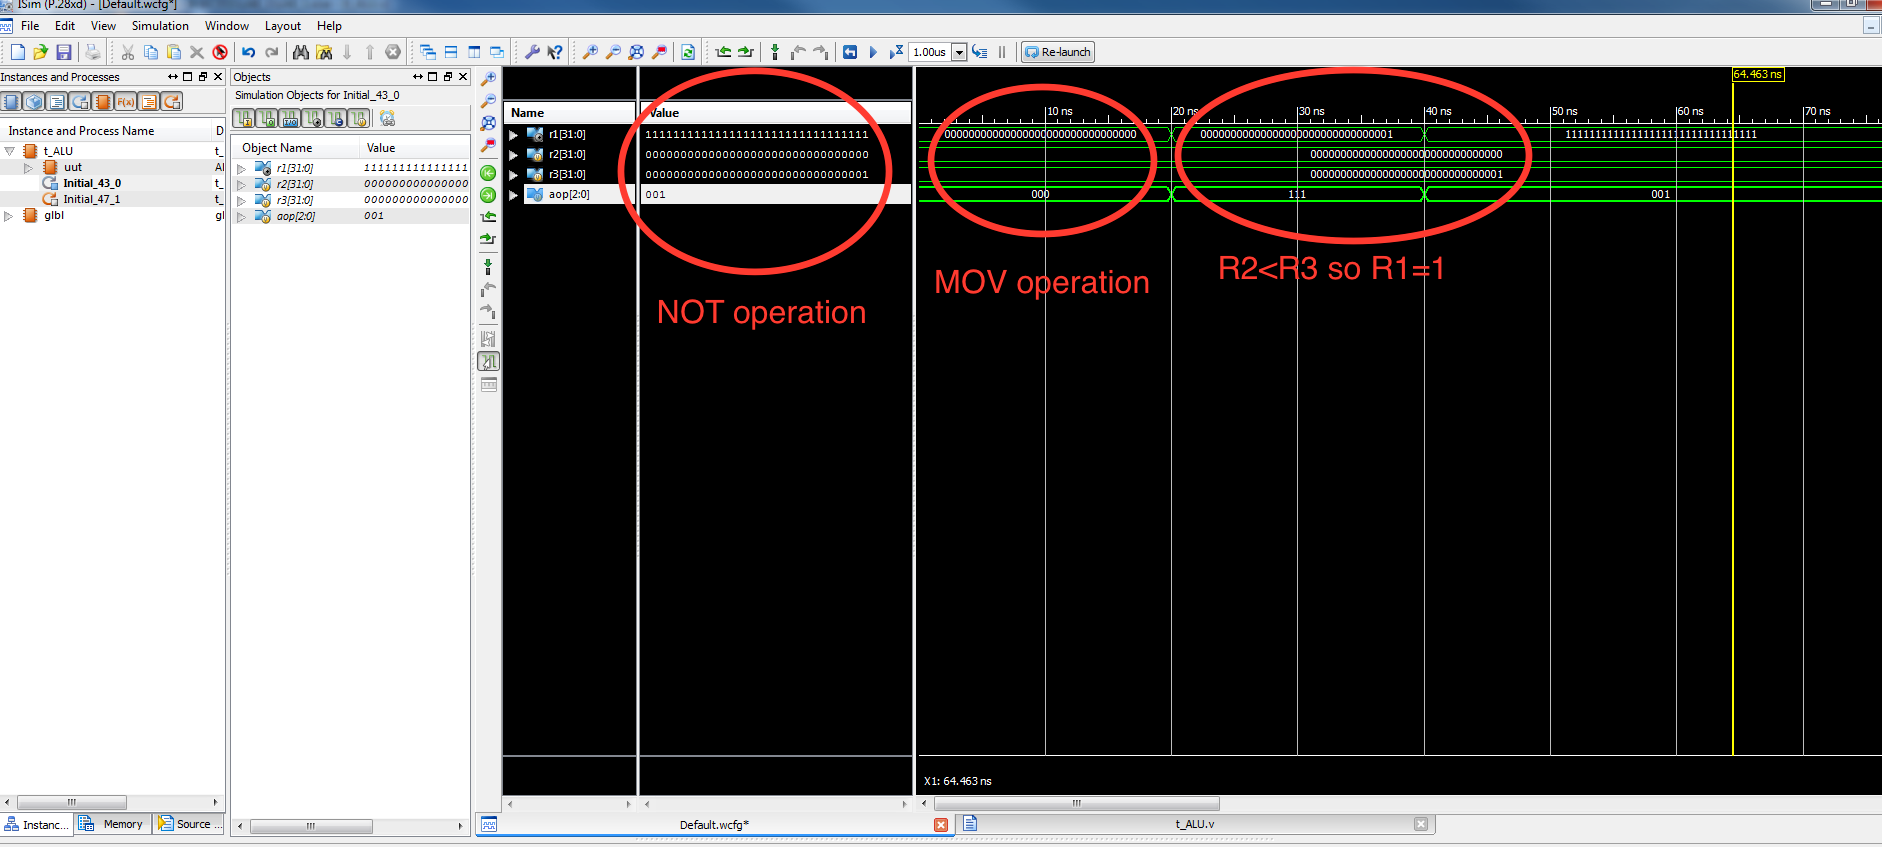 ISim (P.28xd) - [Default.wcfg*]
File Edit View Simulation Window Layout Help
1.00us
Re-launch
Instances and Processes
Instance and Process Name D
t_ALU t_
uut Al
Initial_43_0 t_
Initial_47_1 t_
glbl gl
Instanc... Memory Source ...
Objects
Simulation Objects for Initial_43_0
Object Name Value
r1[31:0] 111111111111111
r2[31:0] 000000000000000
r3[31:0] 000000000000000
aop[2:0] 001
Name Value
r1[31:0] 11111111111111111111111111111111
r2[31:0] 00000000000000000000000000000000
r3[31:0] 00000000000000000000000000000001
aop[2:0] 001
64.463 ns
10 ns 20 ns 30 ns 40 ns 50 ns 60 ns 70 ns
00000000000000000000000000000000 00000000000000000000000000000001 11111111111111111111111111111111
00000000000000000000000000000000
00000000000000000000000000000001
000 111 001
NOT operation
MOV operation
R2<R3 so R1=1
X1: 64.463 ns
Default.wcfg* t_ALU.v